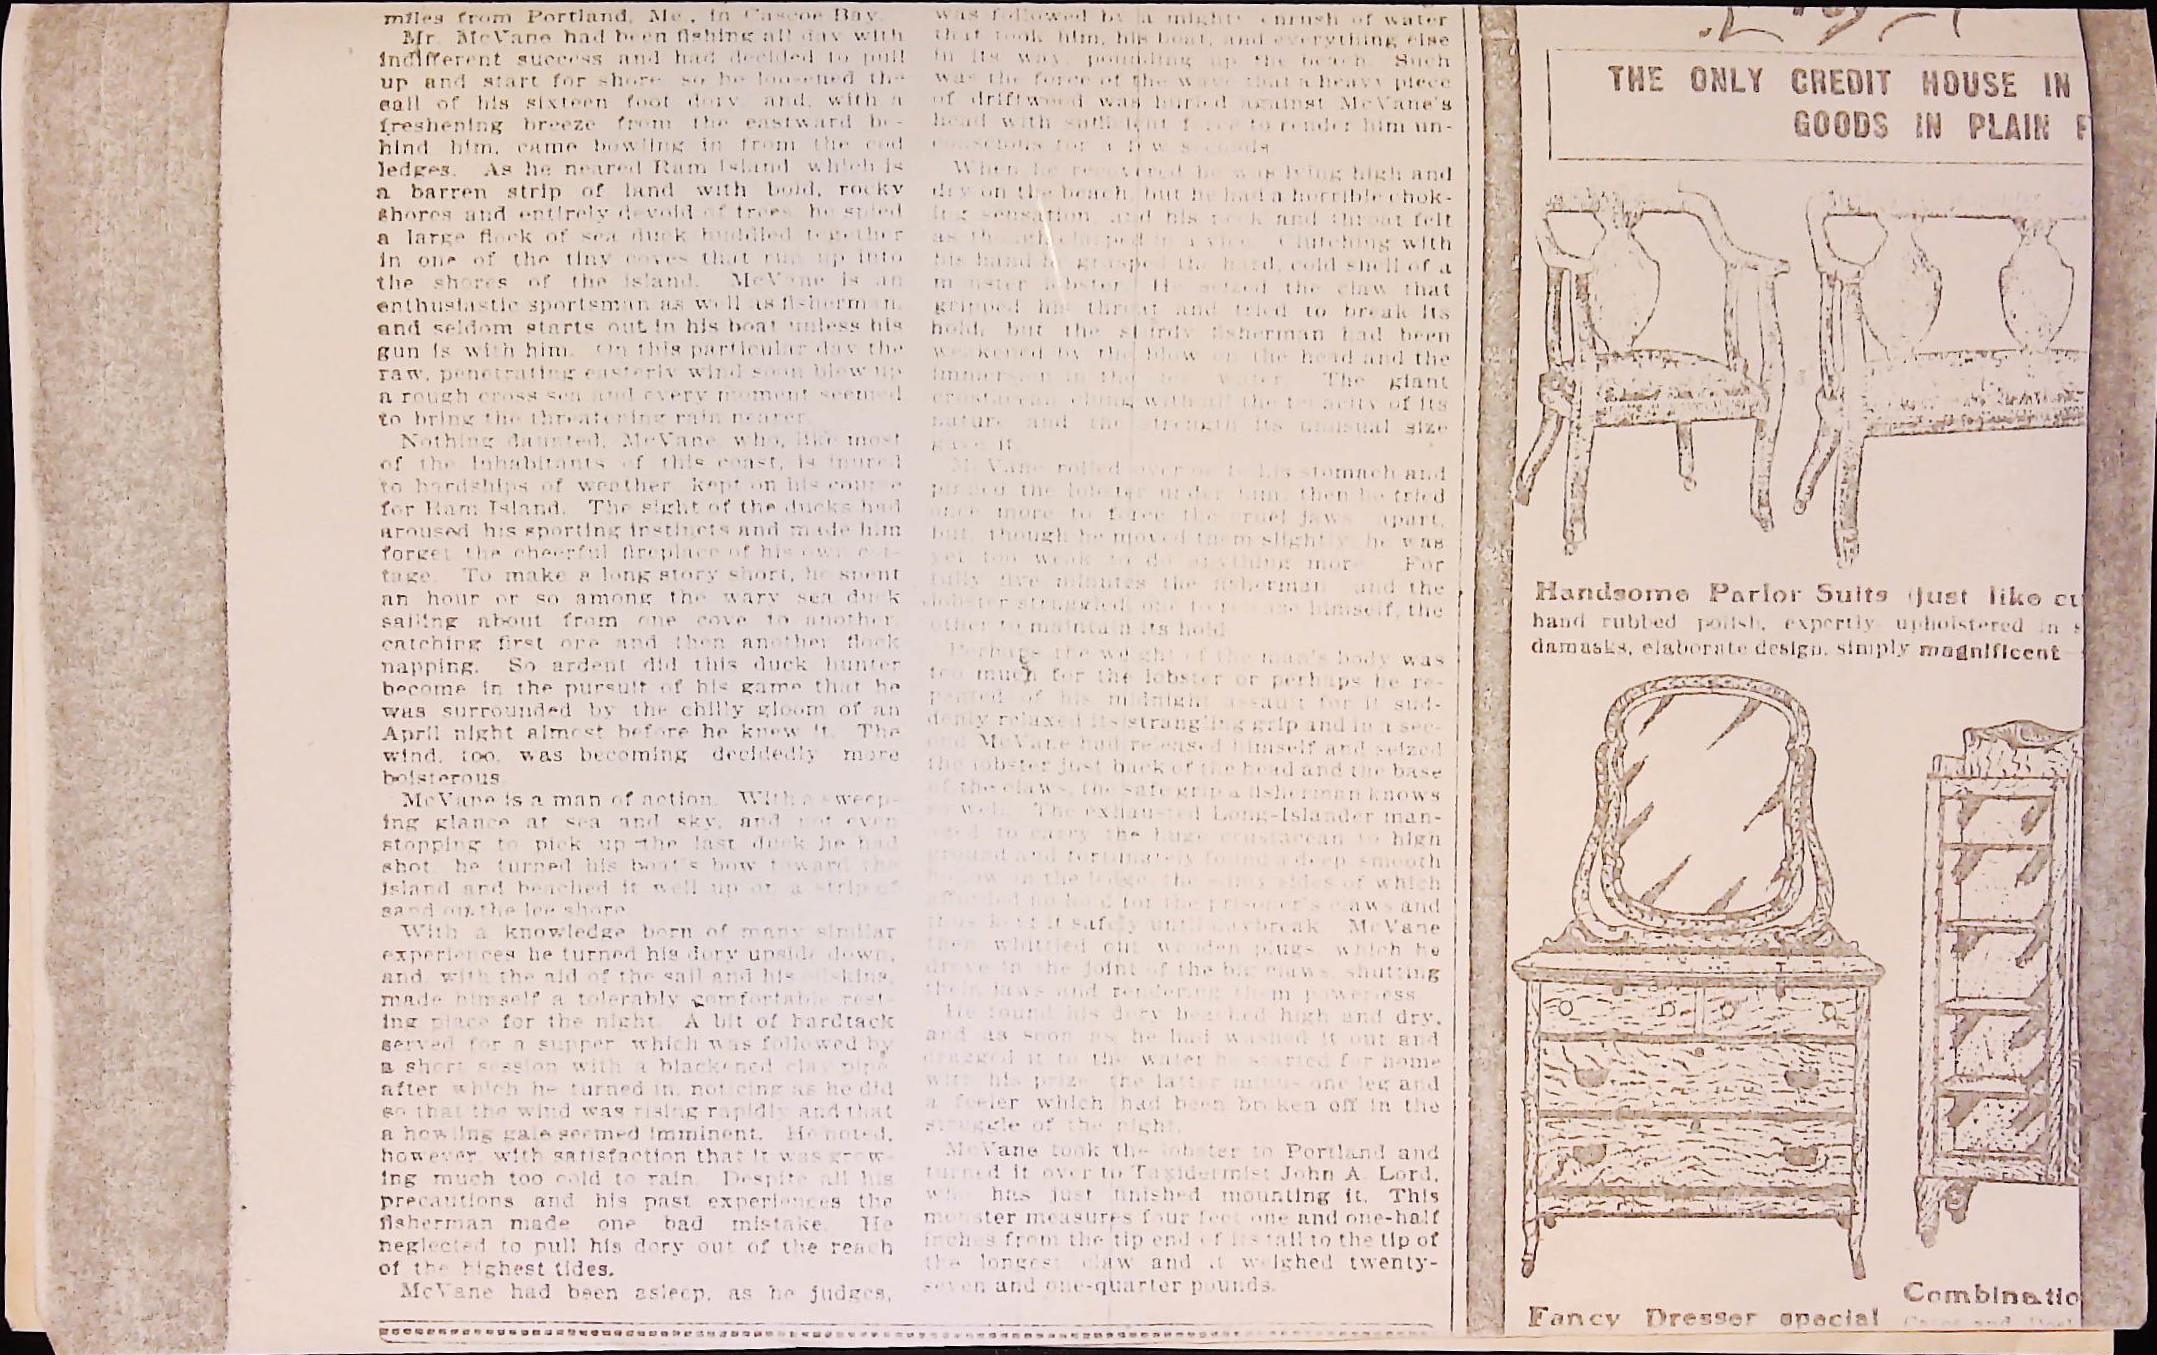 miles from Portland, Me., in Cascoe Bay.
Mr. McVane had been fishing all day with
indifferent success and had decided to pull
up and start for shore, so he loosened the
sail of his sixteen foot dory and, with a
freshening breeze from the eastward be-
hind him, came bowling in from the cod
ledges. As he neared Ram Island, which is
a barren strip of land with bold, rocky
shores and entirely devoid of trees, he spied
a large flock of sea duck huddled together
in one of the tiny coves that run up into
the shores of the island. McVane is an
enthusiastic sportsman as well as fisherman,
and seldom starts out in his boat unless his
gun is with him. On this particular day the
raw, penetrating easterly wind soon blew up
a rough cross sea and every moment seemed
to bring the threatening rain nearer.
Nothing daunted, McVane, who, like most
of the inhabitants of this coast, is inured
to hardships of weather, kept on his course
for Ram Island. The sight of the ducks had
aroused his sporting instincts and made him
forget the cheerful fireplace of his own cot-
tage. To make a long story short, he spent
an hour or so among the wary sea duck
sailing about from one cove to another,
catching first one and then another flock
napping. So ardent did this duck hunter
become in the pursuit of his game that he
was surrounded by the chilly gloom of an
April night almost before he knew it. The
wind, too, was becoming decidedly more
boisterous.
McVane is a man of action. With a sweep-
ing glance at sea and sky, and not even
stopping to pick up the last duck he had
shot, he turned his boat's bow toward the
island and beached it well up on a strip of
sand on the lee shore.
With a knowledge born of many similar
experiences he turned his dory upside down,
and, with the aid of the sail and his oilskins,
made himself a tolerably comfortable rest-
ing place for the night. A bit of hardtack
served for a supper which was followed by
a short session with a blackened clay pipe
after which he turned in, noticing as he did
so that the wind was rising rapidly and that
a howling gale seemed imminent. He noted,
however, with satisfaction that it was grow-
ing much too cold to rain. Despite all his
precautions and his past experiences the
fisherman made one bad mistake. He
neglected to pull his dory out of the reach
of the highest tides.
McVane had been asleep, as he judges,
was followed by a mighty onrush of water
that took him, his boat, and everything else
in its way, pounding up the beach. Such
was the force of the wave that a heavy piece
of driftwood was hurled against McVane's
head with sufficient force to render him un-
conscious for a few seconds.
When he recovered he was lying high and
dry on the beach, but he had a horrible chok-
ing sensation, and his neck and throat felt
as though clasped in a vice. Clutching with
his hand he grasped the hard, cold shell of a
monster lobster. He seized the claw that
gripped his throat and tried to break its
hold, but the sturdy fisherman had been
weakened by the blow on the head and the
immersion in the icy water. The giant
crustacean clung with all the tenacity of its
nature and the strength its unusual size
gave it.
McVane rolled over onto his stomach and
pinned the lobster under him, then he tried
once more to force the cruel jaws apart,
but, though he moved them slightly, he was
yet too weak to do anything more. For
fully five minutes the fisherman and the
lobster struggled, one to release himself, the
other to maintain its hold.
Perhaps the weight of the man's body was
too much for the lobster or perhaps he re-
pented of his midnight assault for it sud-
denly relaxed its strangling grip and in a sec-
ond McVane had released himself and seized
the lobster just back of the head and the base
of the claws, the safe grip a fisherman knows
so well. The exhausted Long-Islander man-
aged to carry the huge crustacean to high
ground and fortunately found a deep smooth
hollow in the ledge, the slimy sides of which
afforded no hold for the prisoner's claws and
thus kept it safely until daybreak. McVane
then whittled out wooden plugs which he
drove in the joint of the big claws, shutting
their jaws and rendering them powerless.
He found his dory beached high and dry,
and as soon as he had washed it out and
dragged it to the water he started for home
with his prize, the latter minus one leg and
a feeler which had been broken off in the
struggle of the night.
McVane took the lobster to Portland and
turned it over to Taxidermist John A. Lord,
who has just finished mounting it. This
monster measures four feet one and one-half
inches from the tip end of its tail to the tip of
the longest claw and it weighed twenty-
seven and one-quarter pounds.
THE ONLY CREDIT HOUSE IN
GOODS IN PLAIN F
Handsome Parlor Suits (just like cu
hand rubbed polish, expertly upholstered in s
damasks, elaborate design, simply magnificent
Fancy Dresser special
Combinatio